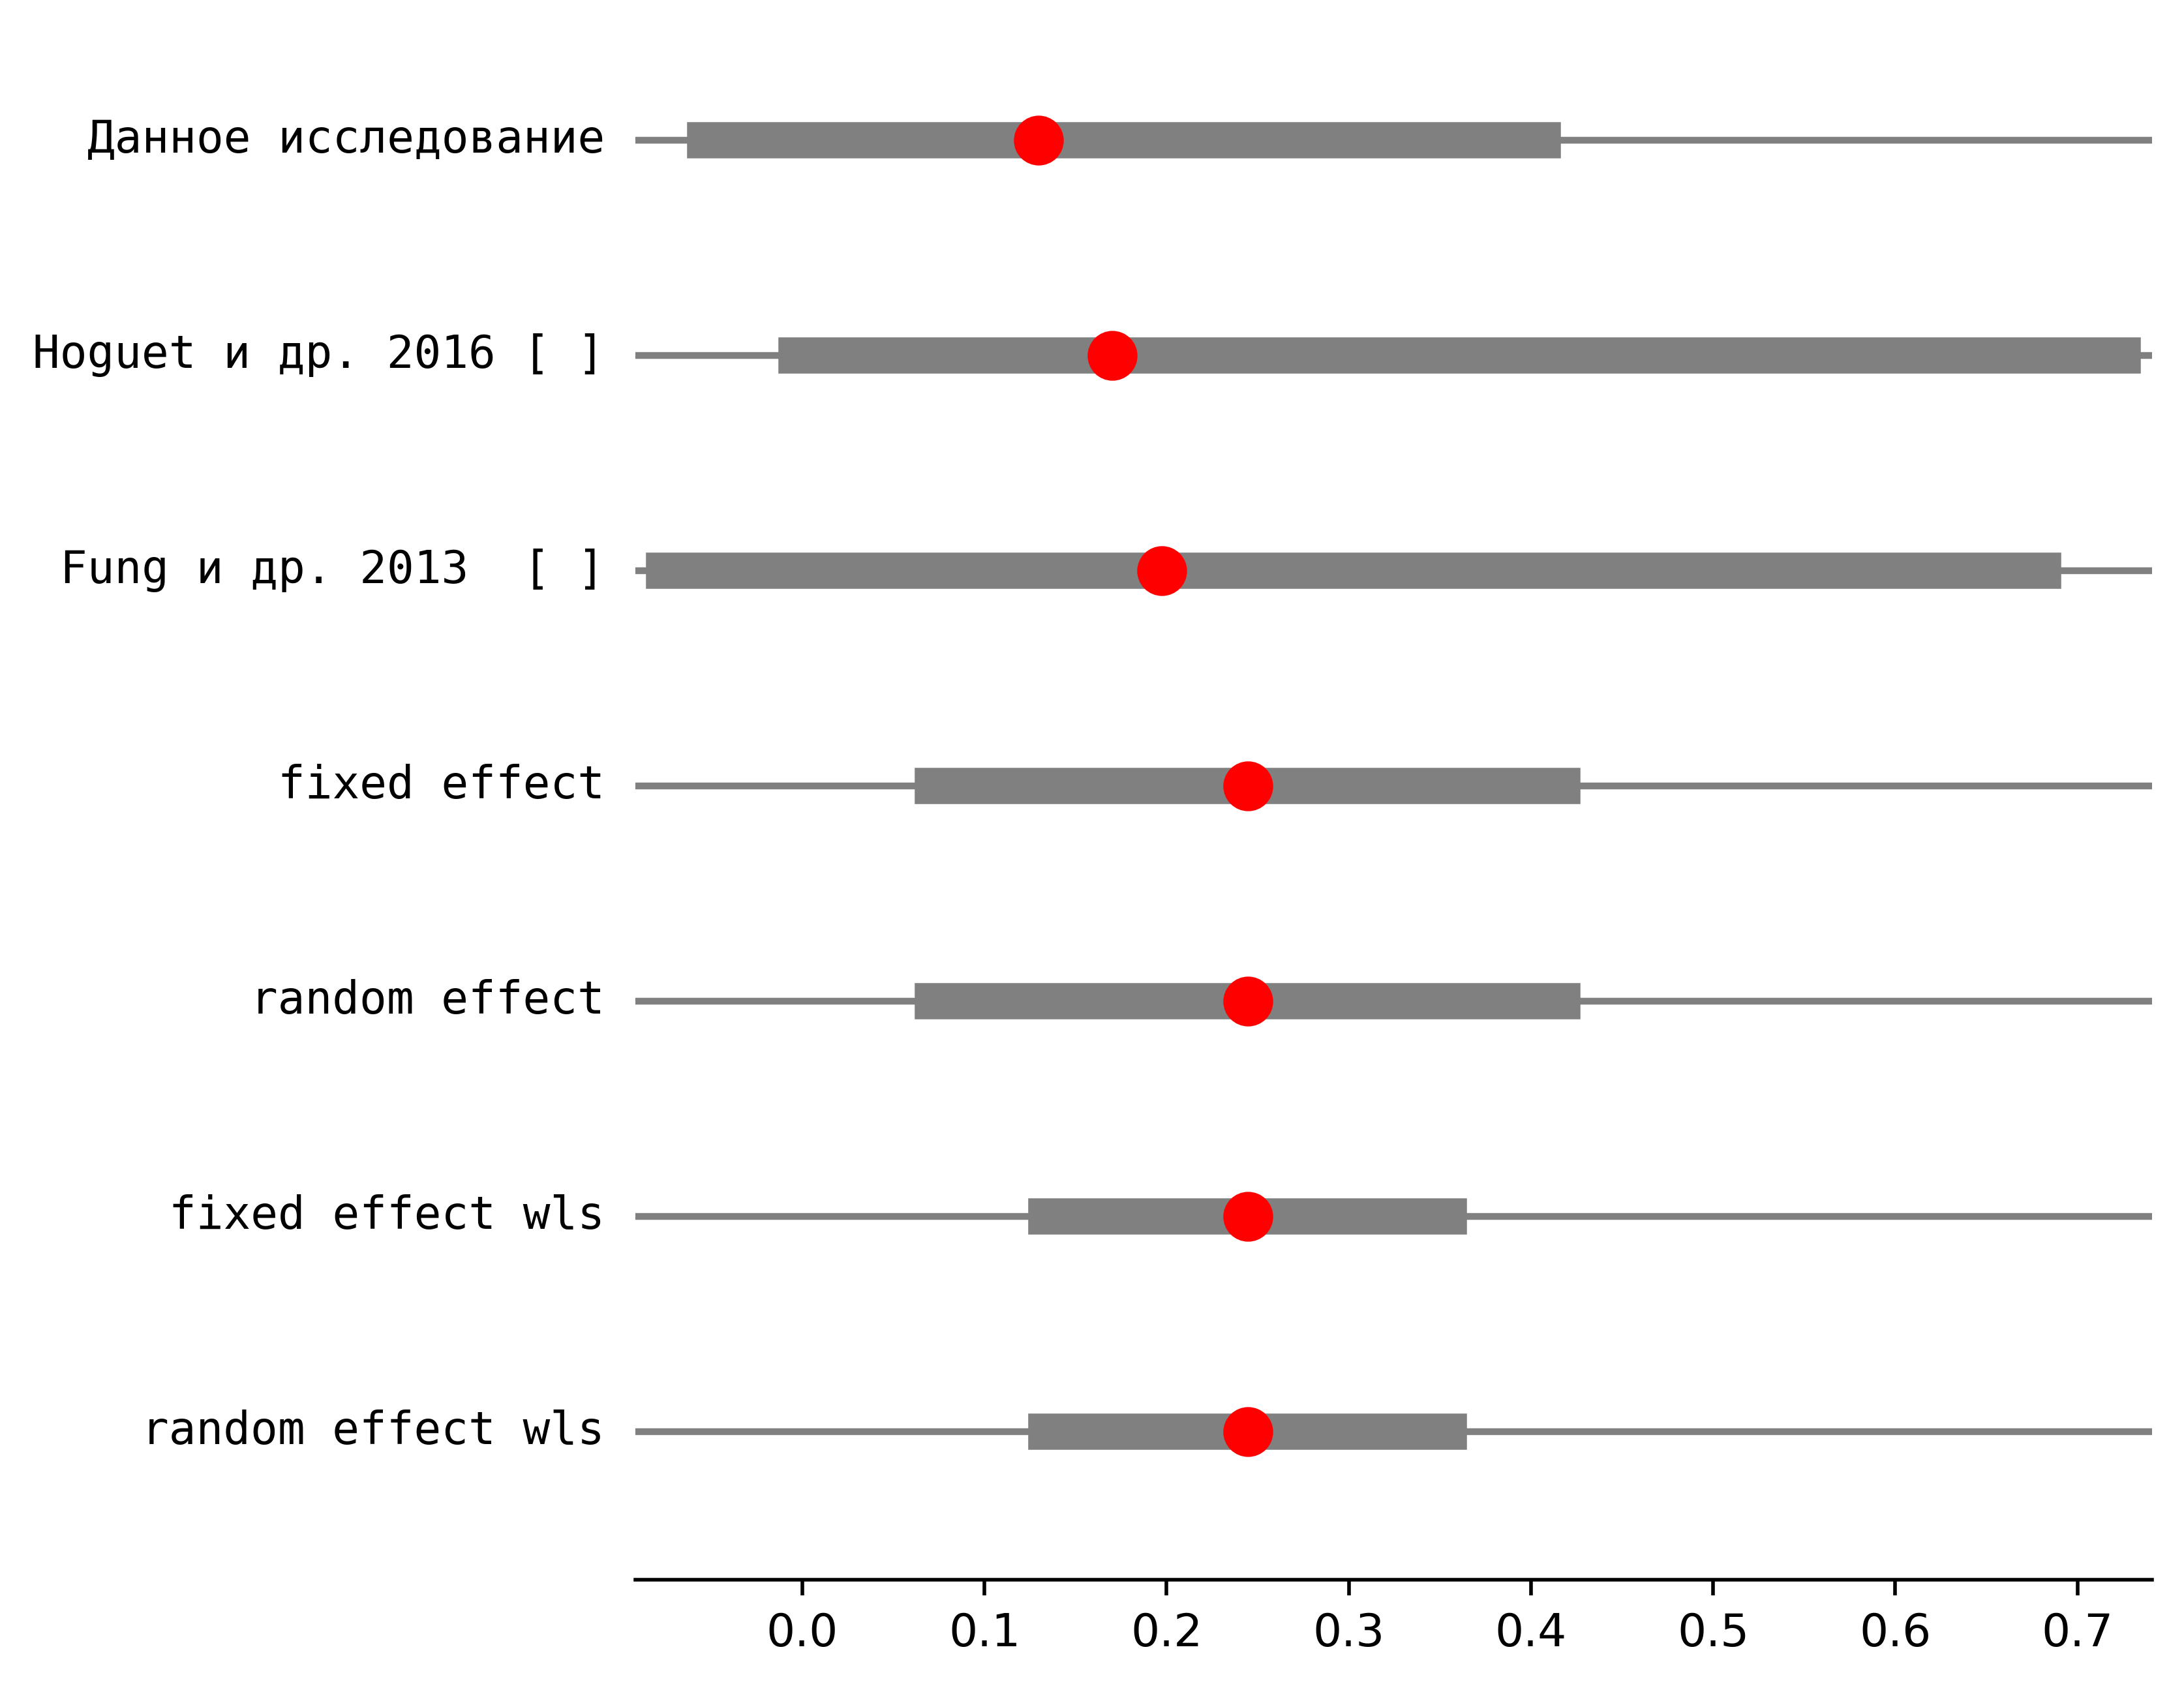 Данное исследование
Hoguet и др. 2016 [ ]
Fung и др. 2013  [ ]
fixed effect
random effect
fixed effect wls
random effect wls
0.0 0.1 0.2 0.3 0.4 0.5 0.6 0.7